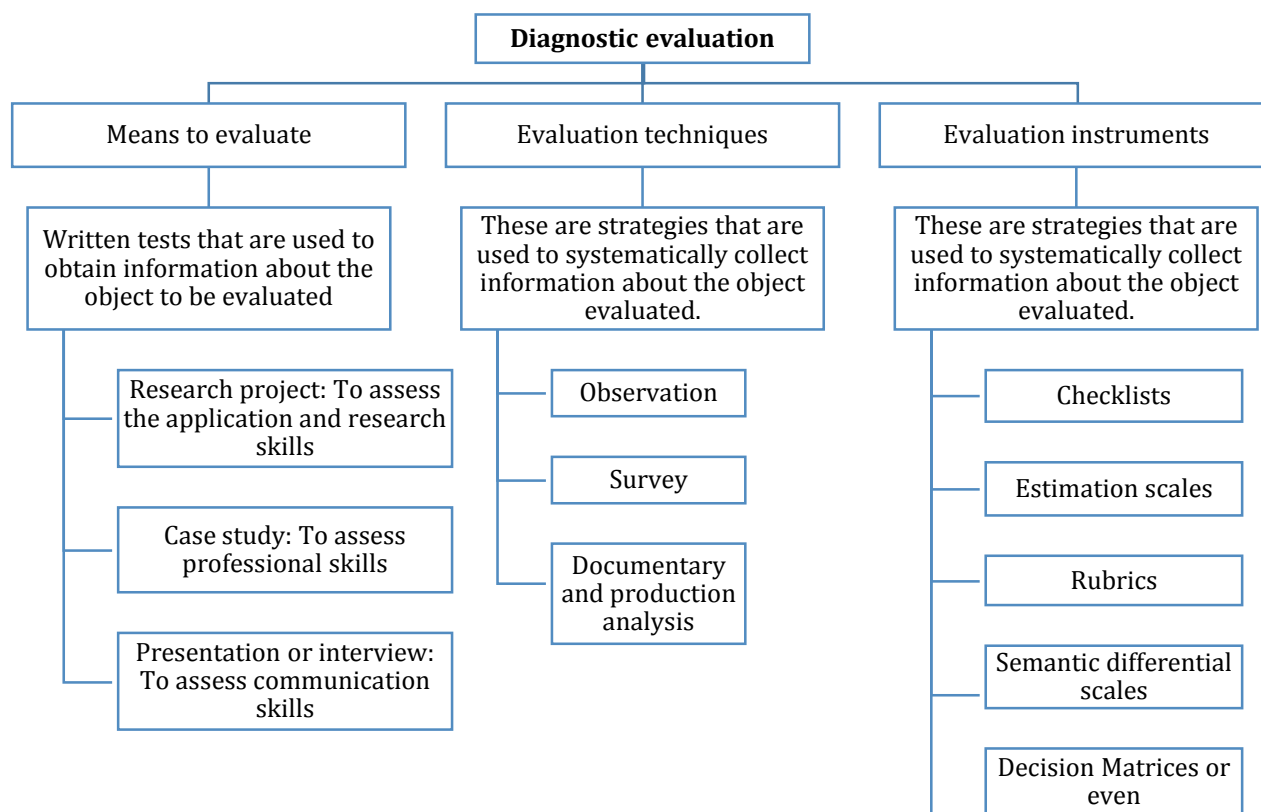 Diagnostic evaluation
Means to evaluate
Evaluation techniques
Evaluation instruments
Written tests that are used to
obtain information about the
object to be evaluated
These are strategies that are
used to systematically collect
information about the object
evaluated.
These are strategies that are
used to systematically collect
information about the object
evaluated.
Research project: To assess
the application and research
skills
Case study: To assess
professional skills
Presentation or interview:
To assess communication
skills
Observation
Survey
Documentary
and production
analysis
Checklists
Estimation scales
Rubrics
Semantic differential
scales
Decision Matrices or
even